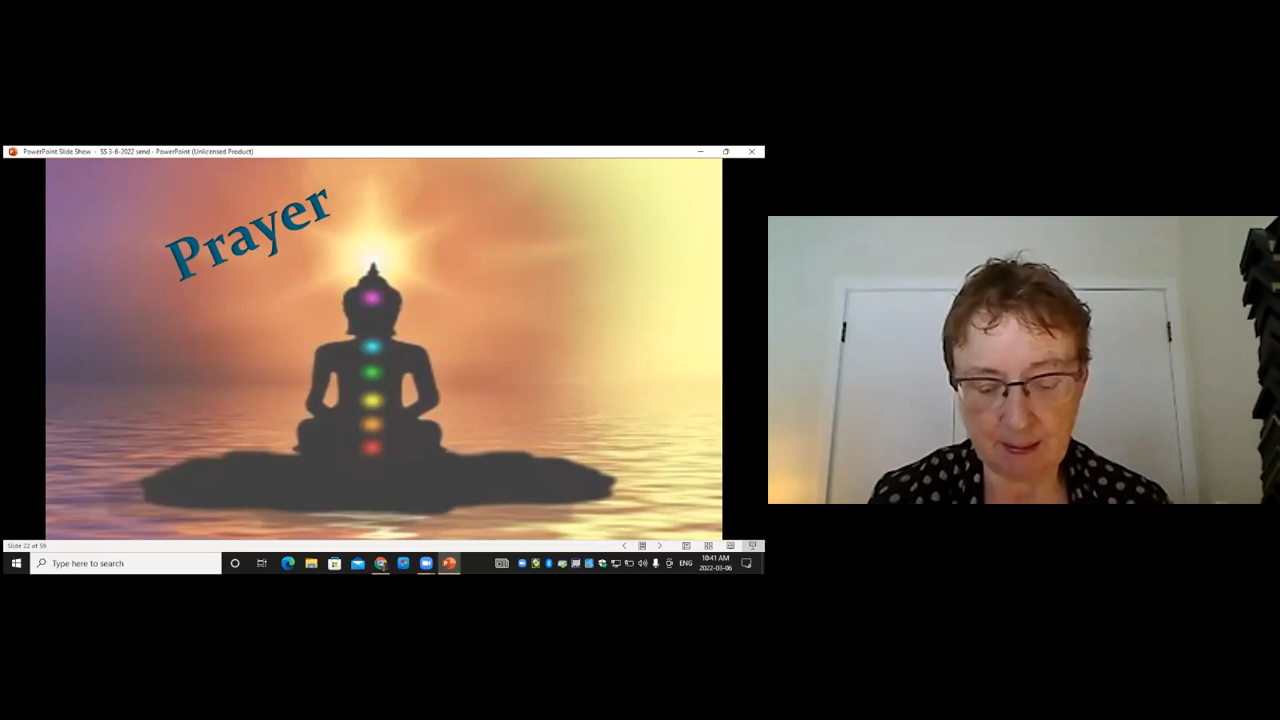 PowerPoint Slide Show - SS 3-6-2022 send - PowerPoint (Unlicensed Product)
Prayer
Slide 22 of 59
Type here to search
ENG
10:41 AM
2022-03-06